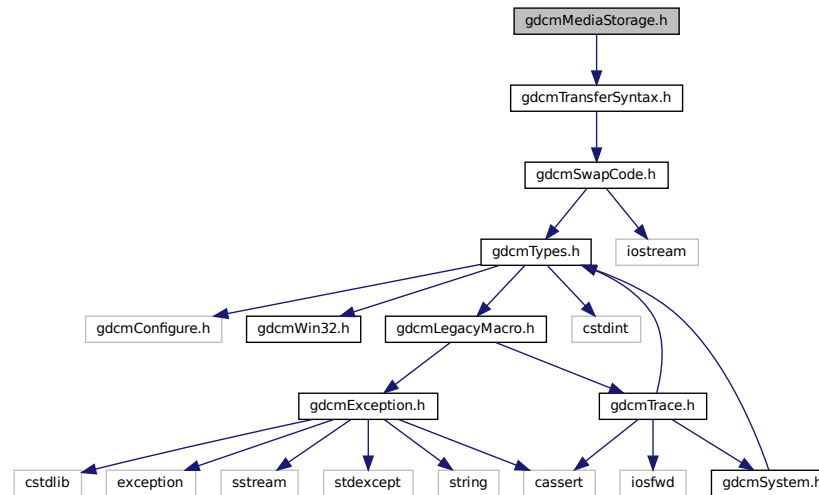 gdcmMediaStorage.h
gdcmTransferSyntax.h
gdcmSwapCode.h
gdcmTypes.h
iostream
gdcmConfigure.h
gdcmWin32.h
gdcmLegacyMacro.h
cstdint
gdcmException.h
gdcmTrace.h
cstdlib
exception
sstream
stdexcept
string
cassert
iosfwd
gdcmSystem.h